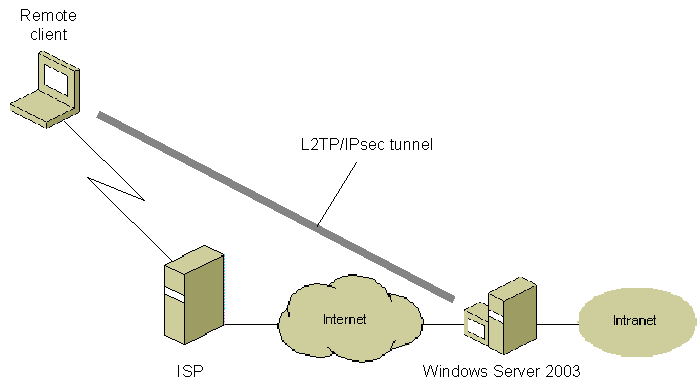 Remote
client
L2TP/IPsec tunnel
Internet
Intranet
ISP
Windows Server 2003